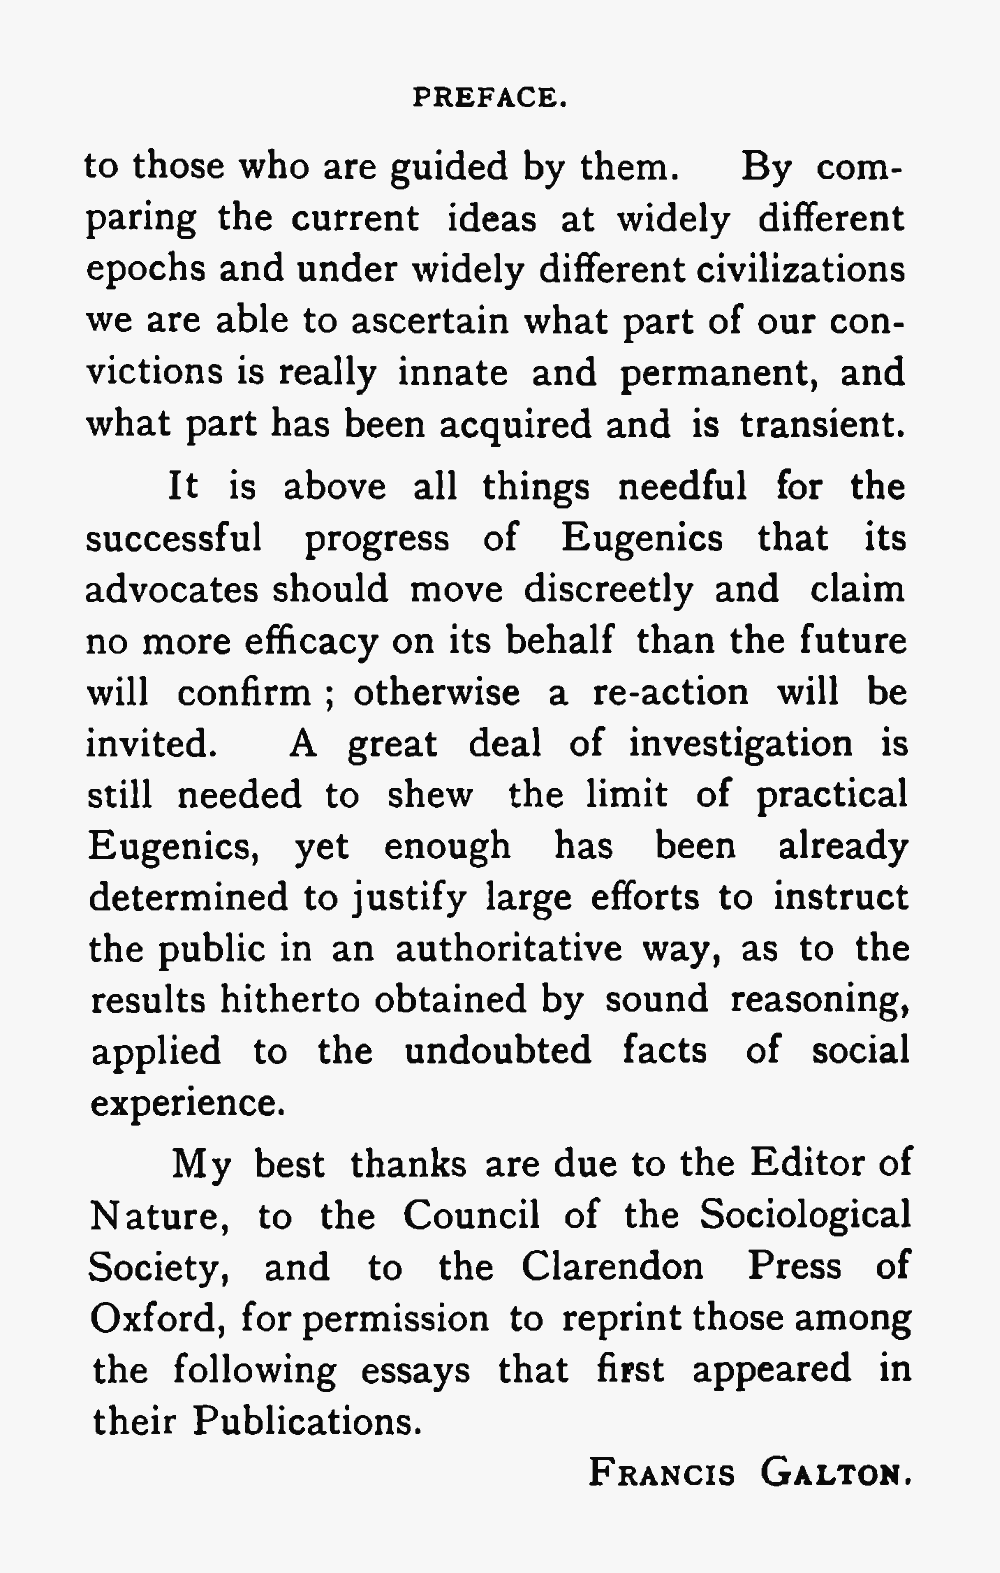 PREFACE.
to those who are guided by them. By com-
paring the current ideas at widely different
epochs and under widely different civilizations
we are able to ascertain what part of our con-
victions is really innate and permanent, and
what part has been acquired and is transient.
It is above all things needful for the
successful progress of Eugenics that its
advocates should move discreetly and claim
no more efficacy on its behalf than the future
will confirm ; otherwise a re-action will be
invited. A great deal of investigation is
still needed to shew the limit of practical
Eugenics, yet enough has been already
determined to justify large efforts to instruct
the public in an authoritative way, as to the
results hitherto obtained by sound reasoning,
applied to the undoubted facts of social
experience.
My best thanks are due to the Editor of
Nature, to the Council of the Sociological
Society, and to the Clarendon Press of
Oxford, for permission to reprint those among
the following essays that first appeared in
their Publications.
FRANCIS GALTON.